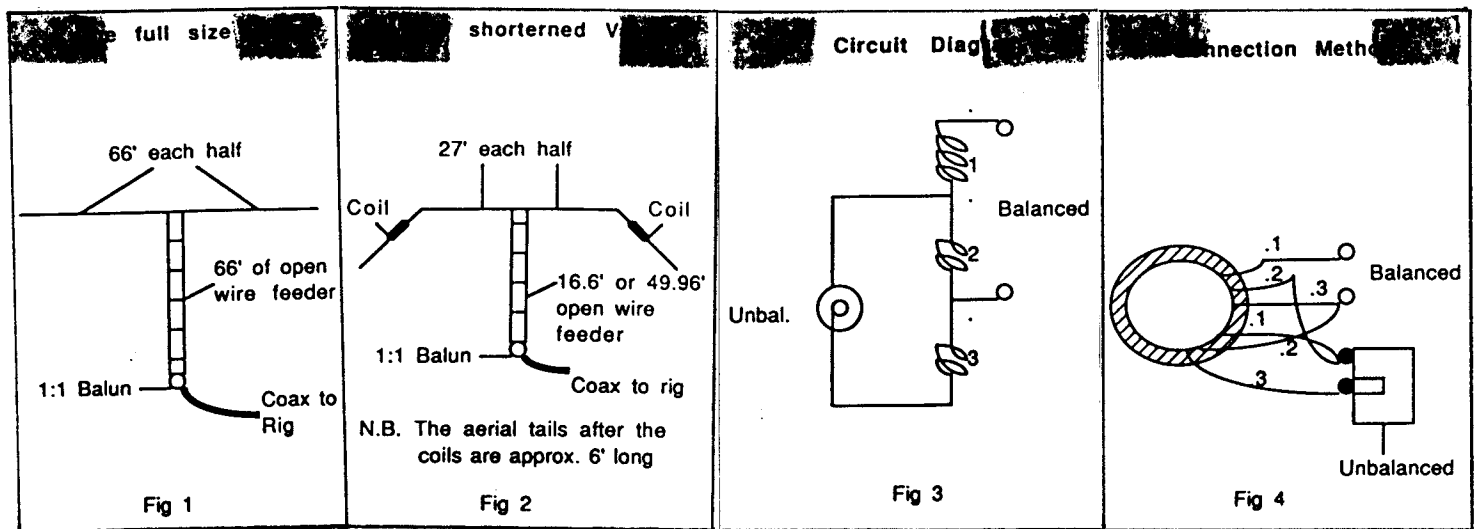 full size
66' each half
66' of open
wire feeder
1:1 Balun
Coax to
Rig
Fig 1
shorterned
27' each half
Coil
Coil
16.6' or 49.96'
open wire
feeder
1:1 Balun
Coax to rig
N.B. The aerial tails after the
coils are approx. 6' long
Fig 2
Circuit
1
Balanced
2
Unbal.
3
Fig 3
.1
.2
Balanced
.3
.1
.2
3
Unbalanced
Fig 4